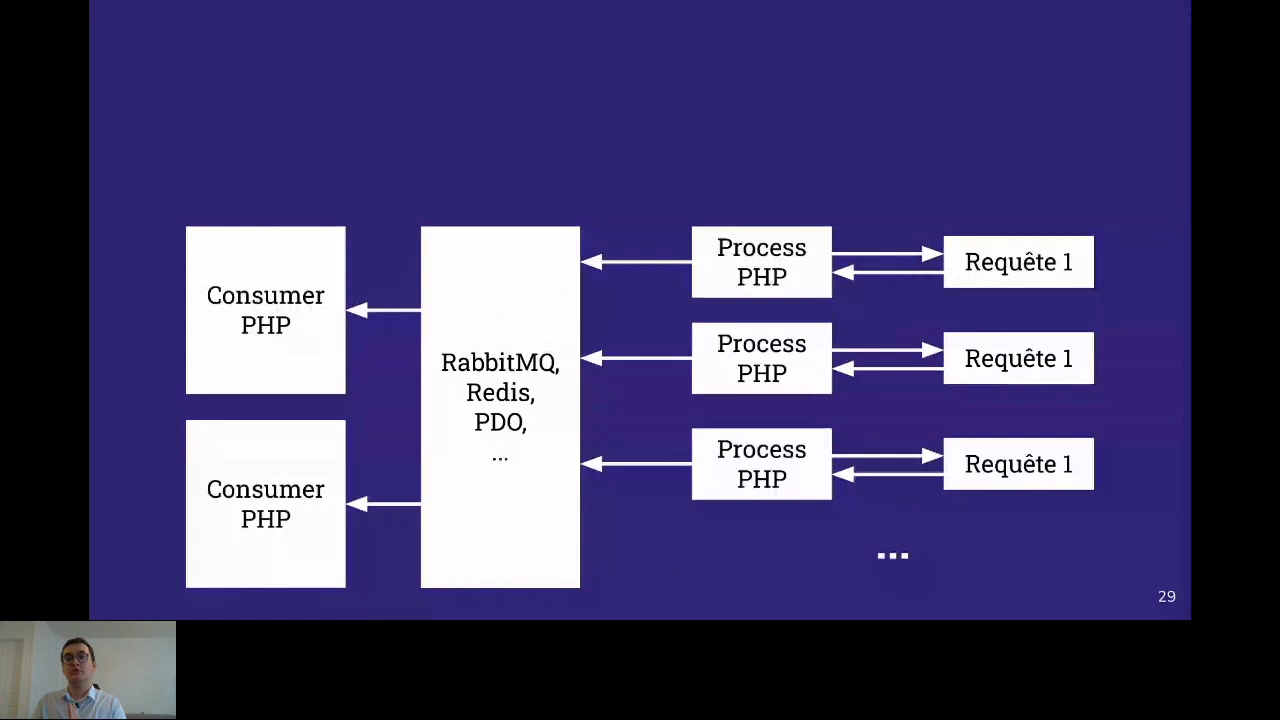 Consumer
PHP
Consumer
PHP
RabbitMQ,
Redis,
PDO,
...
Process
PHP
Requête 1
Process
PHP
Requête 1
Process
PHP
Requête 1
...
29